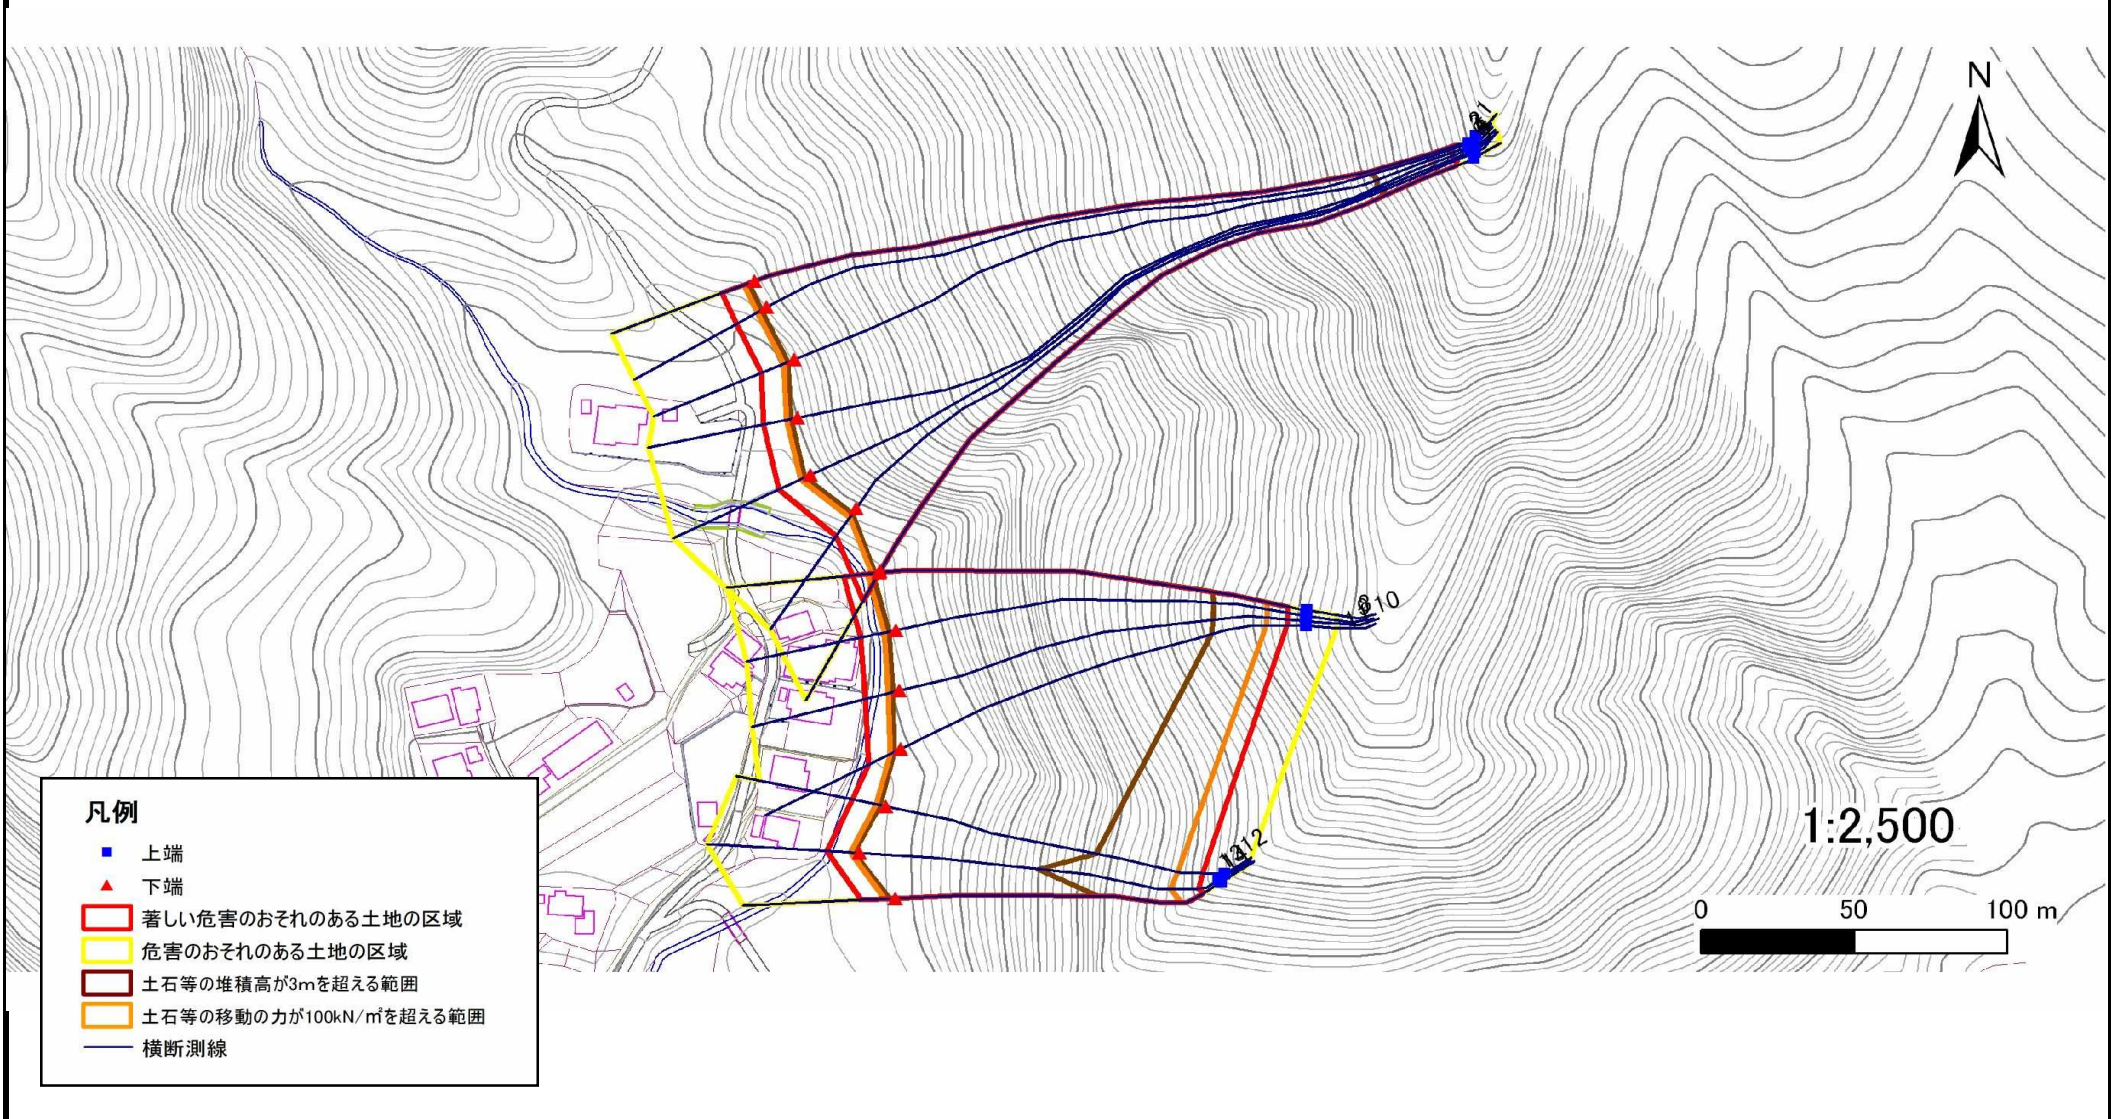 N
10
12
1:2,500
0 50 100 m
凡例
上端
下端
著しい危害のおそれのある土地の区域
危害のおそれのある土地の区域
土石等の堆積高が3mを超える範囲
土石等の移動の力が100kN/㎡を超える範囲
横断測線